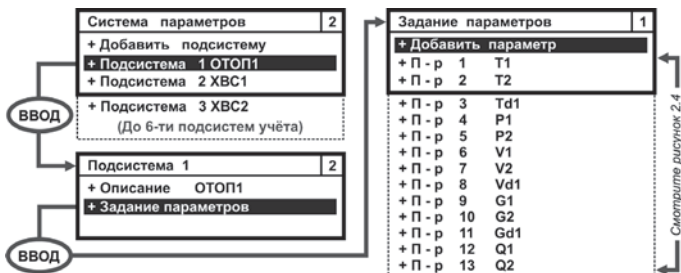 Система параметров 2
+ Добавить подсистему
+ Подсистема 1 ОТОП1
+ Подсистема 2 ХВС1
+ Подсистема 3 ХВС2
(До 6-ти подсистем учёта)
ВВОД
Подсистема 1 2
+ Описание ОТОП1
+ Задание параметров
ВВОД
Задание параметров 1
+ Добавить параметр
+ П - р 1 T1
+ П - р 2 T2
+ П - р 3 Td1
+ П - р 4 P1
+ П - р 5 P2
+ П - р 6 V1
+ П - р 7 V2
+ П - р 8 Vd1
+ П - р 9 G1
+ П - р 10 G2
+ П - р 11 Gd1
+ П - р 12 Q1
+ П - р 13 Q2
Смотрите рисунок 2.4